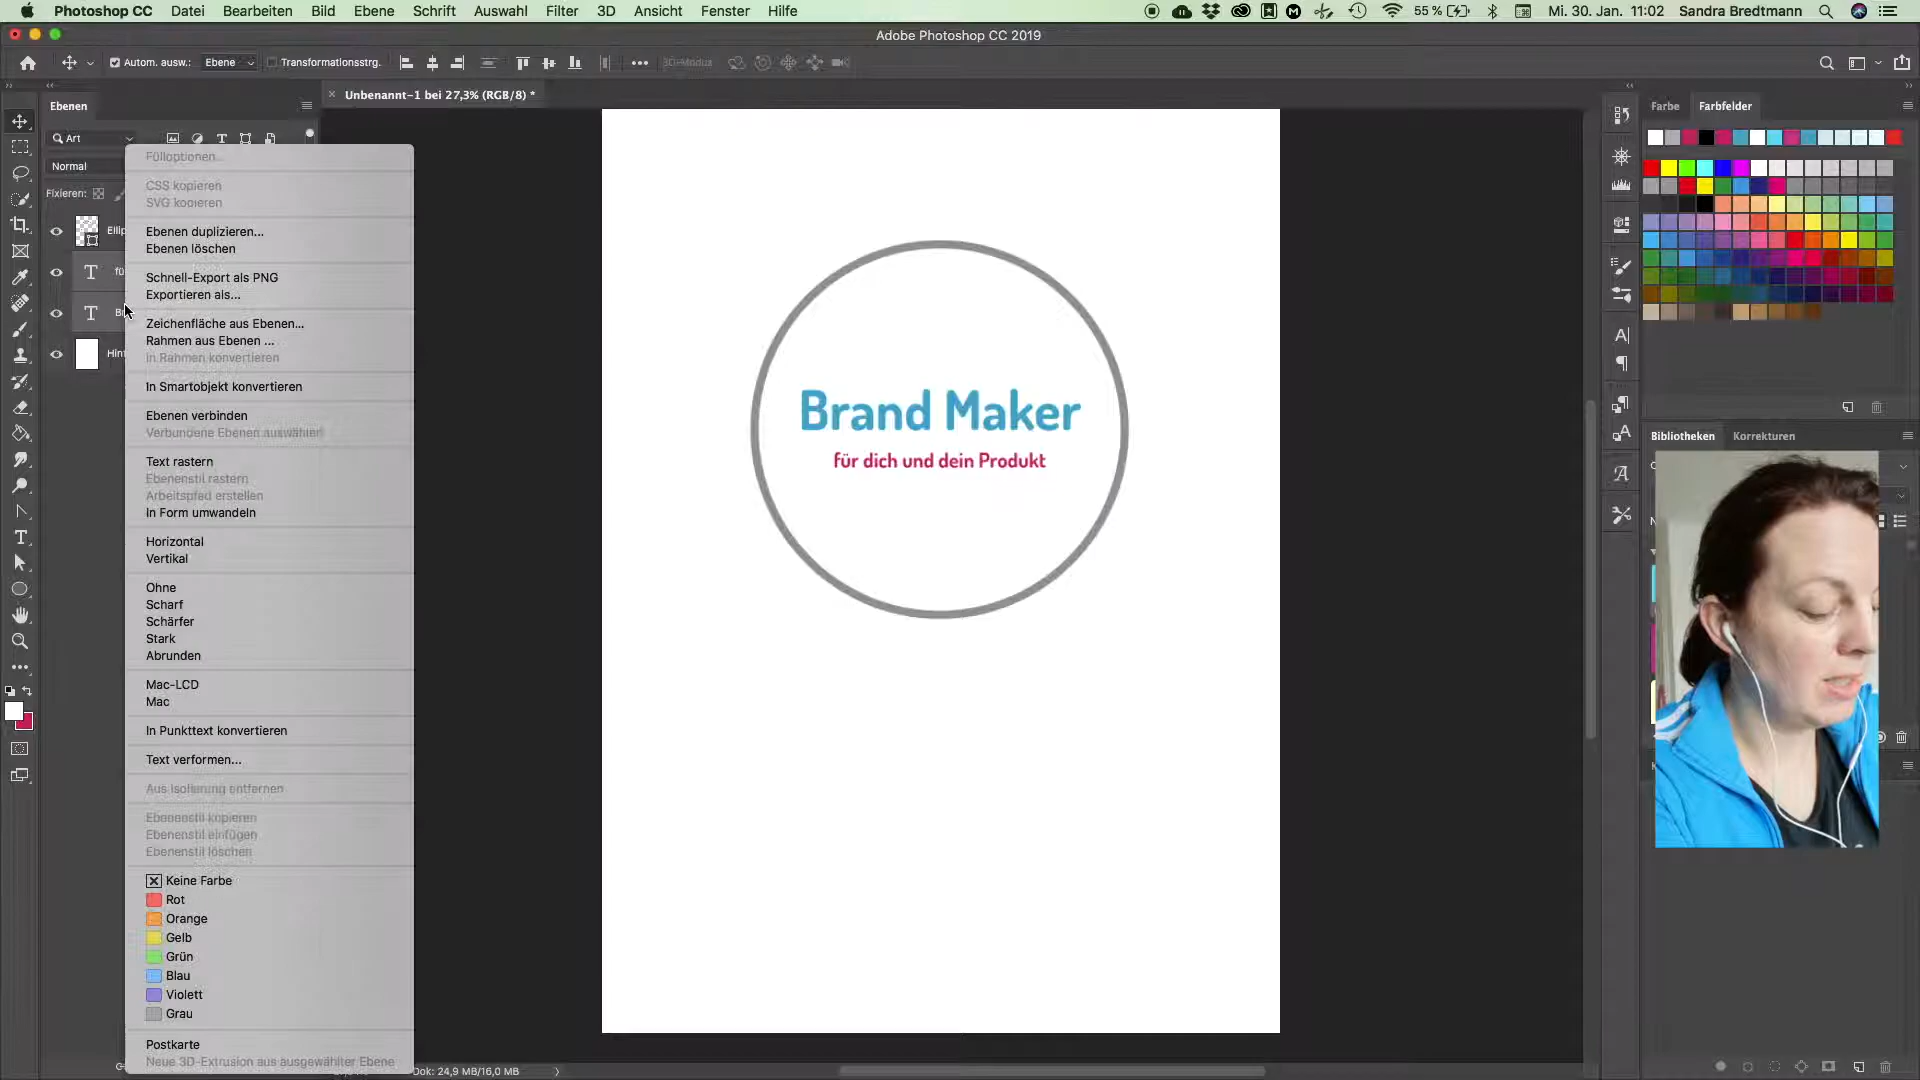 Photoshop CC Datei Bearbeiten Bild Ebene Schrift Auswahl Filter 3D Ansicht Fenster Hilfe 55 % Mi. 30. Jan. 11:02 Sandra Bredtmann
Adobe Photoshop CC 2019
Autom. ausw.: Ebene Transformationsstrg. 3D-Modus
Ebenen
Unbenannt-1 bei 27,3% (RGB/8) *
Farbe Farbfelder
Art
Normal
Fixieren:
Fülloptionen...
CSS kopieren
SVG kopieren
Ebenen duplizieren...
Ebenen löschen
Schnell-Export als PNG
Exportieren als...
Zeichenfläche aus Ebenen...
Rahmen aus Ebenen ...
In Rahmen konvertieren
In Smartobjekt konvertieren
Ebenen verbinden
Verbundene Ebenen auswählen
Text rastern
Ebenenstil rastern
Arbeitspfad erstellen
In Form umwandeln
Horizontal
Vertikal
Ohne
Scharf
Schärfer
Stark
Abrunden
Mac-LCD
Mac
In Punkttext konvertieren
Text verformen...
Aus Isolierung entfernen
Ebenenstil kopieren
Ebenenstil einfügen
Ebenenstil löschen
Keine Farbe
Rot
Orange
Gelb
Grün
Blau
Violett
Grau
Postkarte
Neue 3D-Extrusion aus ausgewählter Ebene
Brand Maker
für dich und dein Produkt
Bibliotheken Korrekturen
Dok: 24,9 MB/16,0 MB